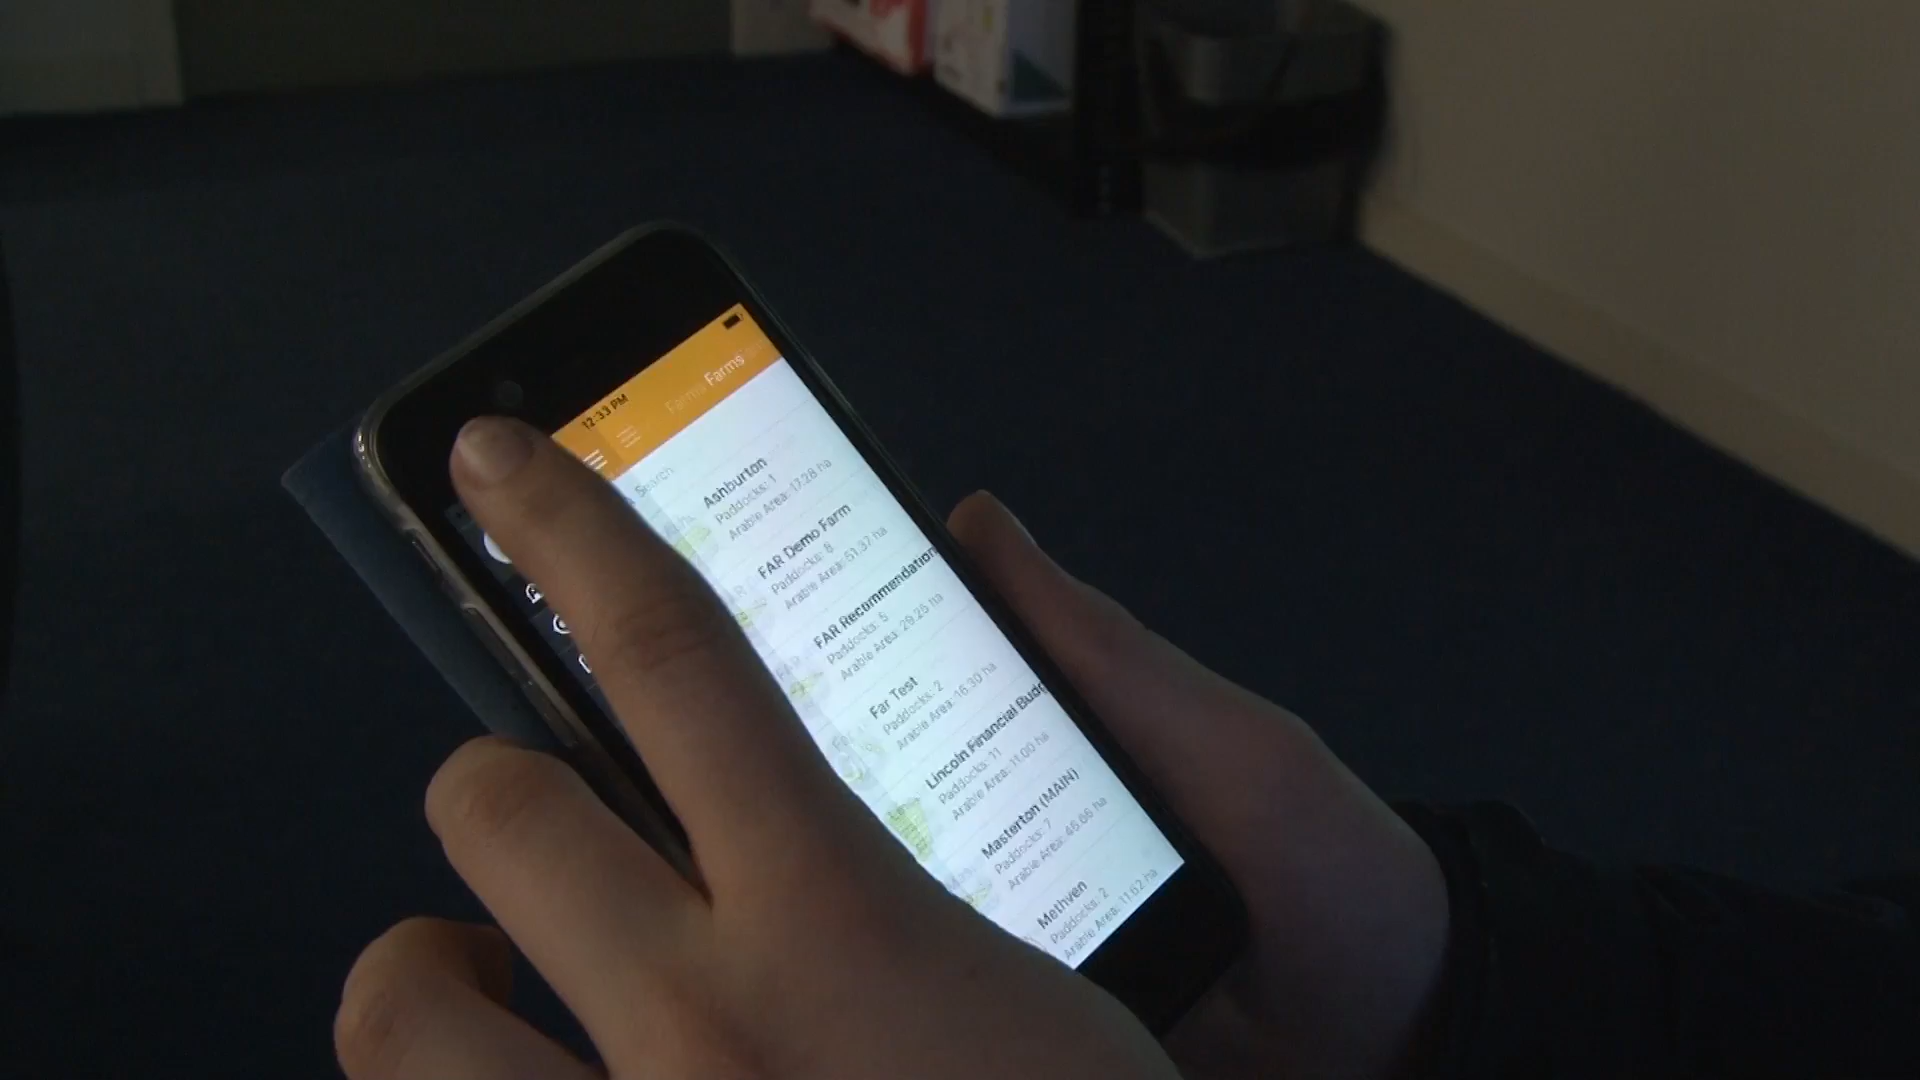 12:33 PM
Farms
Search
Ashburton
Paddocks: 1
Arable Area: 17.28 ha
FAR Demo Farm
Paddocks: 8
Arable Area: 51.37 ha
FAR Recommendation
Paddocks: 5
Arable Area: 29.25 ha
Far Test
Paddocks: 2
Arable Area: 16.30 ha
Lincoln Financial Budg
Paddocks: 11
Arable Area: 11.00 ha
Masterton (MAIN)
Paddocks: 7
Arable Area: 46.66 ha
Methven
Paddocks: 2
Arable Area: 11.62 ha